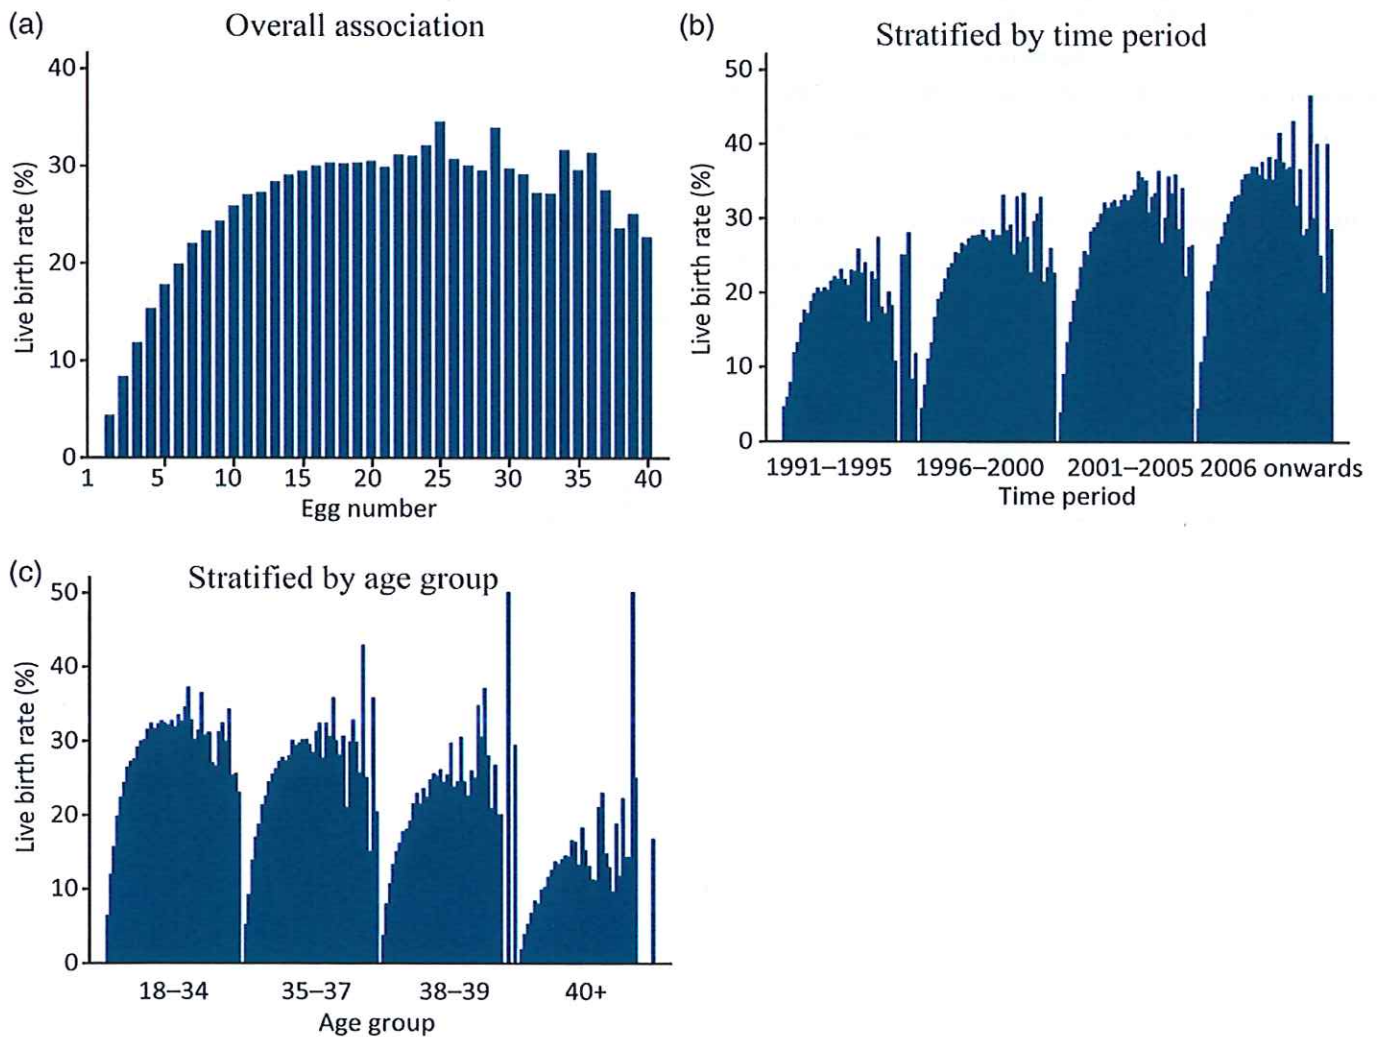 (a)
Overall association
40
30
20
10
0
Live birth rate (%)
1 5 10 15 20 25 30 35 40
Egg number
(b)
Stratified by time period
50
40
30
20
10
0
Live birth rate (%)
1991–1995 1996–2000 2001–2005 2006 onwards
Time period
(c)
Stratified by age group
50
40
30
20
10
0
Live birth rate (%)
18–34 35–37 38–39 40+
Age group